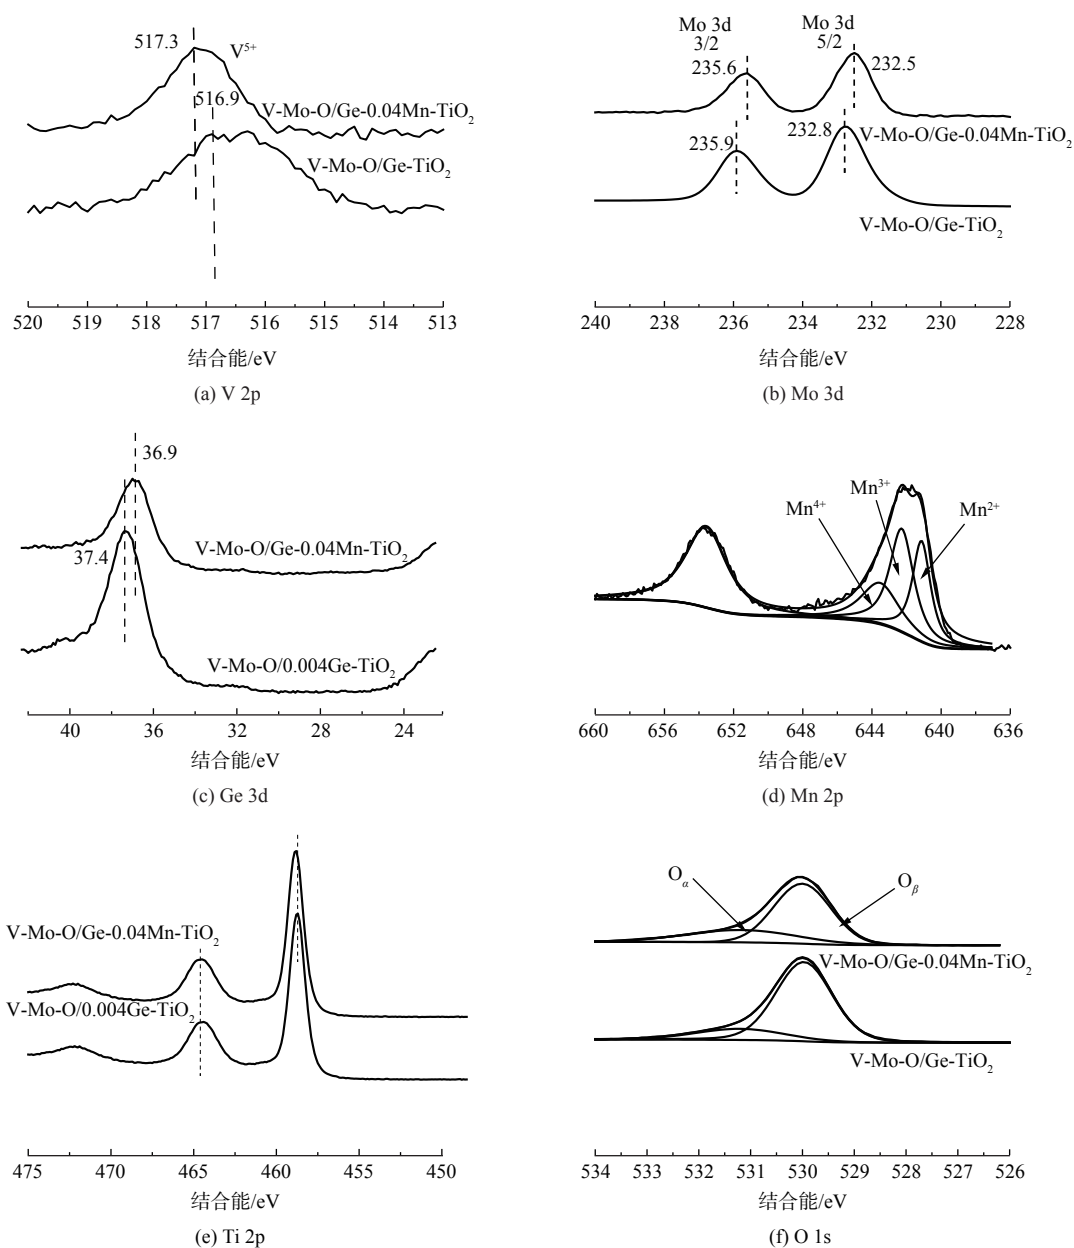 517.3
V⁵⁺
516.9
V-Mo-O/Ge-0.04Mn-TiO₂
V-Mo-O/Ge-TiO₂
520 519 518 517 516 515 514 513
结合能/eV
(a) V 2p
Mo 3d
3/2
Mo 3d
5/2
235.6
232.5
V-Mo-O/Ge-0.04Mn-TiO₂
235.9
232.8
V-Mo-O/Ge-TiO₂
240 238 236 234 232 230 228
结合能/eV
(b) Mo 3d
36.9
V-Mo-O/Ge-0.04Mn-TiO₂
37.4
V-Mo-O/0.004Ge-TiO₂
40 36 32 28 24
结合能/eV
(c) Ge 3d
Mn³⁺
Mn⁴⁺
Mn²⁺
660 656 652 648 644 640 636
结合能/eV
(d) Mn 2p
V-Mo-O/Ge-0.04Mn-TiO₂
V-Mo-O/0.004Ge-TiO₂
475 470 465 460 455 450
结合能/eV
(e) Ti 2p
Oα
Oβ
V-Mo-O/Ge-0.04Mn-TiO₂
V-Mo-O/Ge-TiO₂
534 533 532 531 530 529 528 527 526
结合能/eV
(f) O 1s